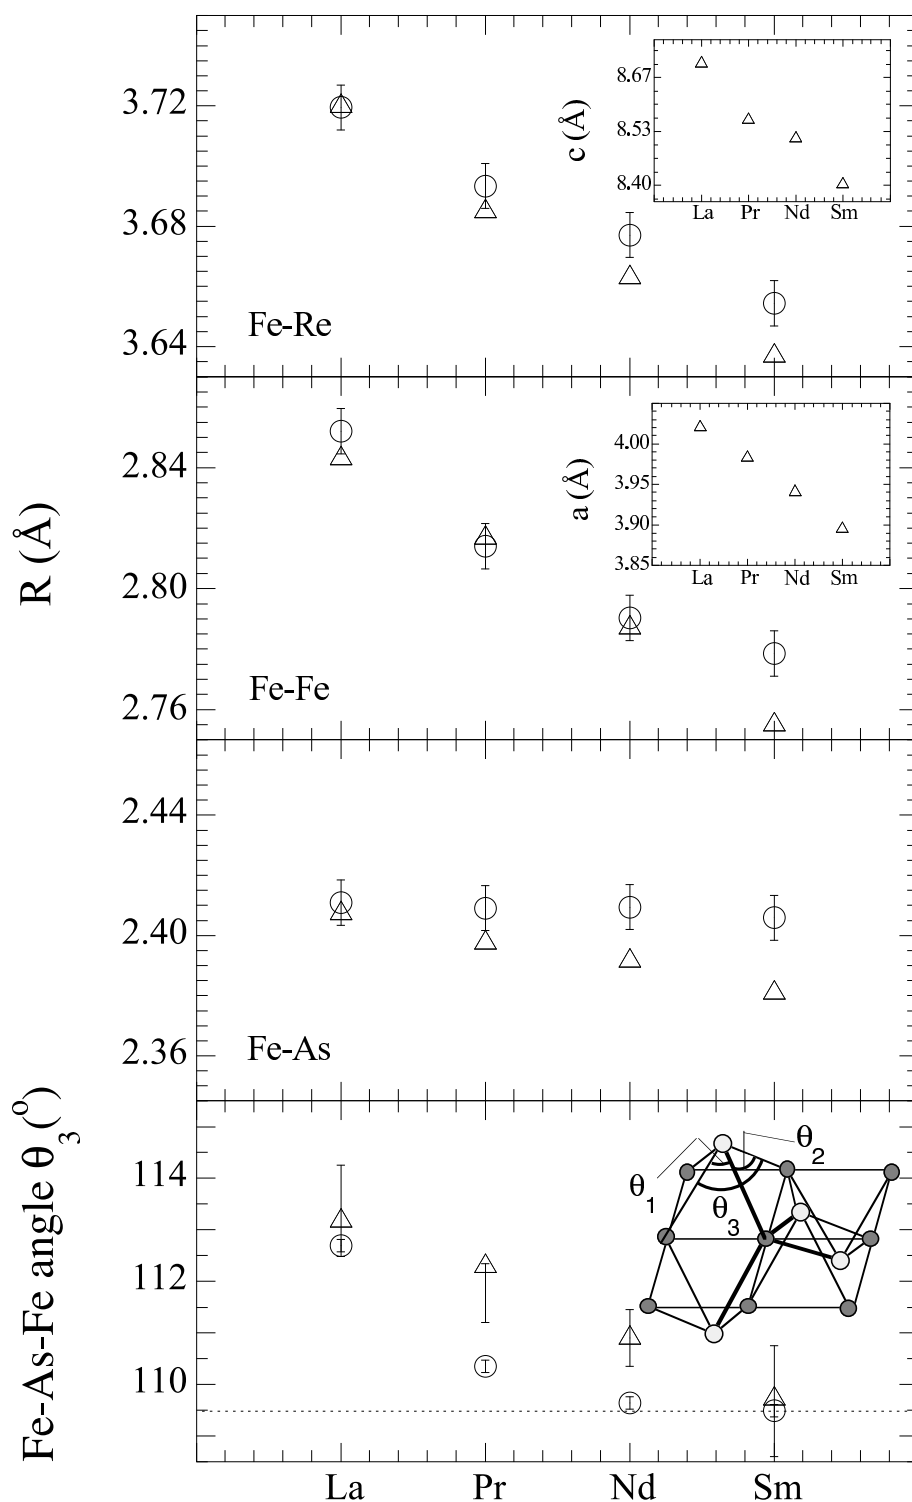 R (Å)
3.72
3.68
3.64
Fe-Re
c (Å)
8.67
8.53
8.40
La Pr Nd Sm
2.84
2.80
2.76
Fe-Fe
a (Å)
4.00
3.95
3.90
3.85
La Pr Nd Sm
2.44
2.40
2.36
Fe-As
Fe-As-Fe angle θ3(°)
114
112
110
θ1
θ2
θ3
La Pr Nd Sm